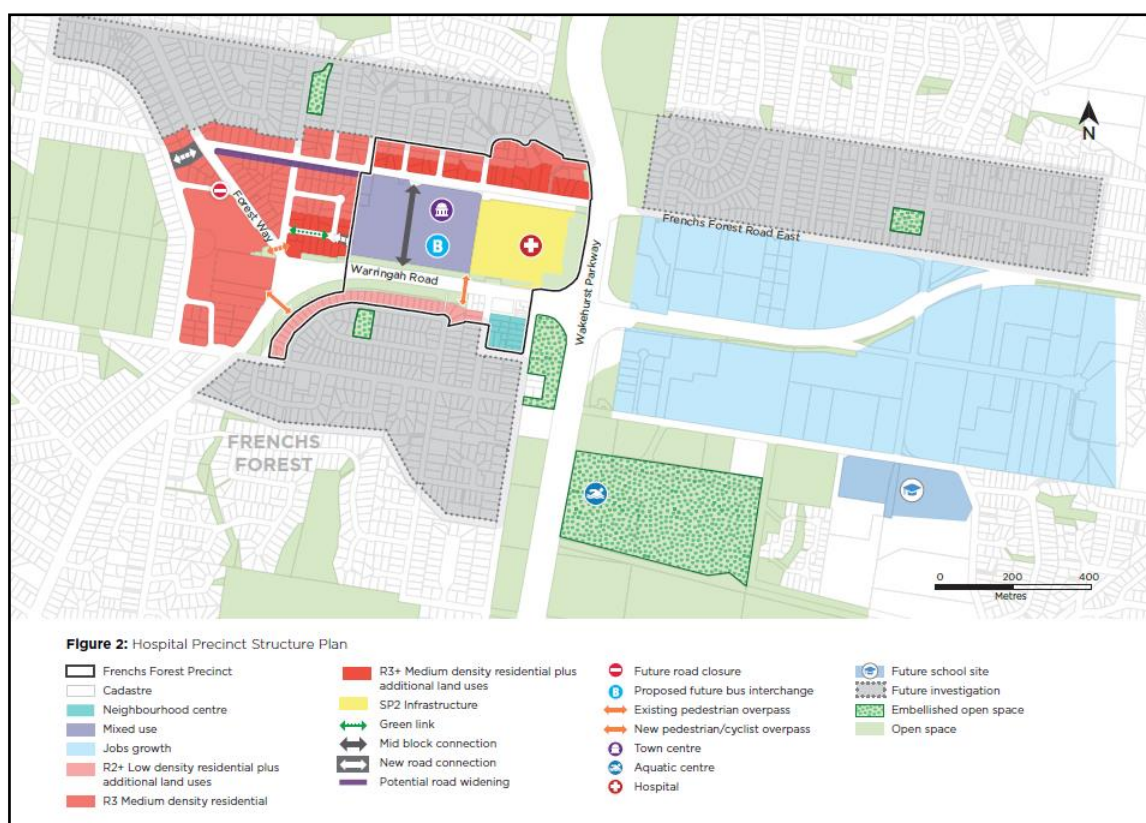 N
Forest Way
Frenchs Forest Road East
B
Warringah Road
Wakehurst Parkway
FRENCHS
FOREST
0 200 400
Metres
Figure 2: Hospital Precinct Structure Plan
Frenchs Forest Precinct
Cadastre
Neighbourhood centre
Mixed use
Jobs growth
R2+ Low density residential plus
additional land uses
R3 Medium density residential
R3+ Medium density residential plus
additional land uses
SP2 Infrastructure
Green link
Mid block connection
New road connection
Potential road widening
Future road closure
B Proposed future bus interchange
Existing pedestrian overpass
New pedestrian/cyclist overpass
Town centre
Aquatic centre
Hospital
Future school site
Future investigation
Embellished open space
Open space